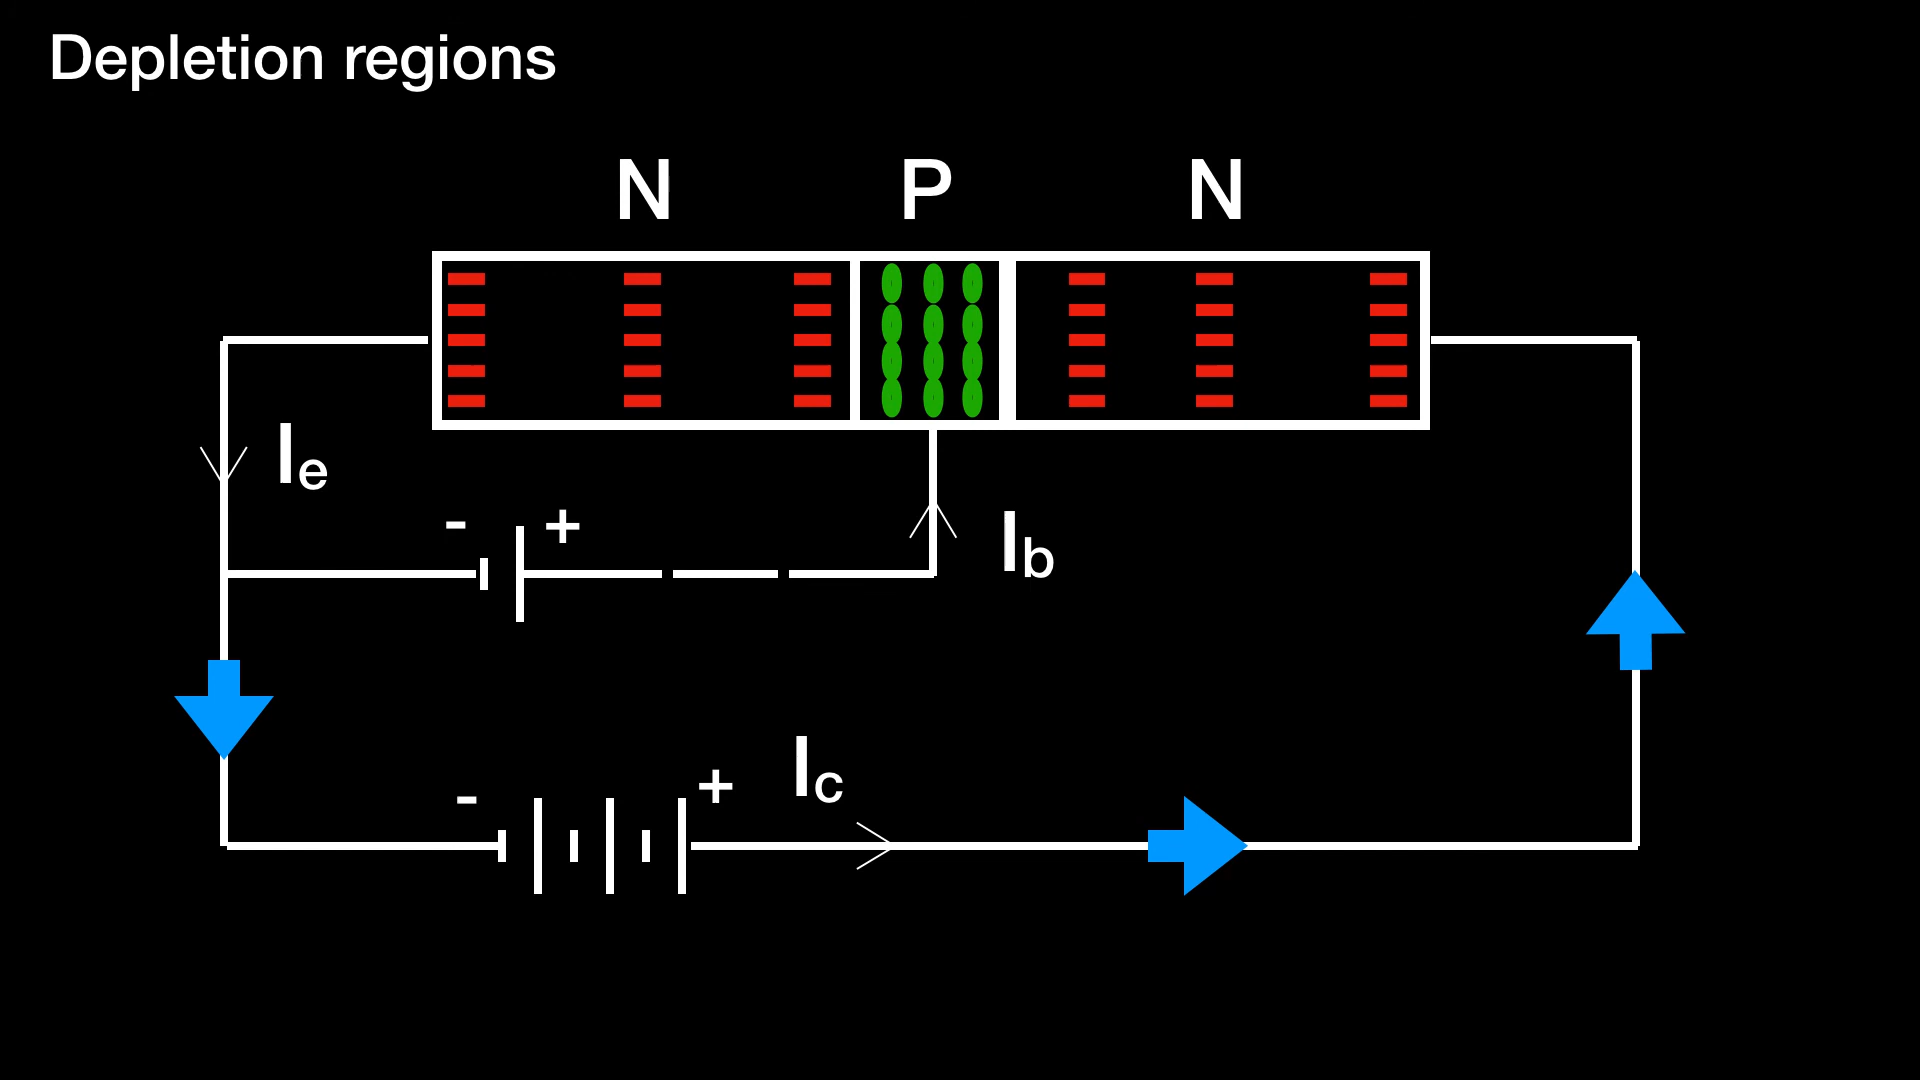 Depletion regions
N P N
Ie
- +
Ib
- + Ic